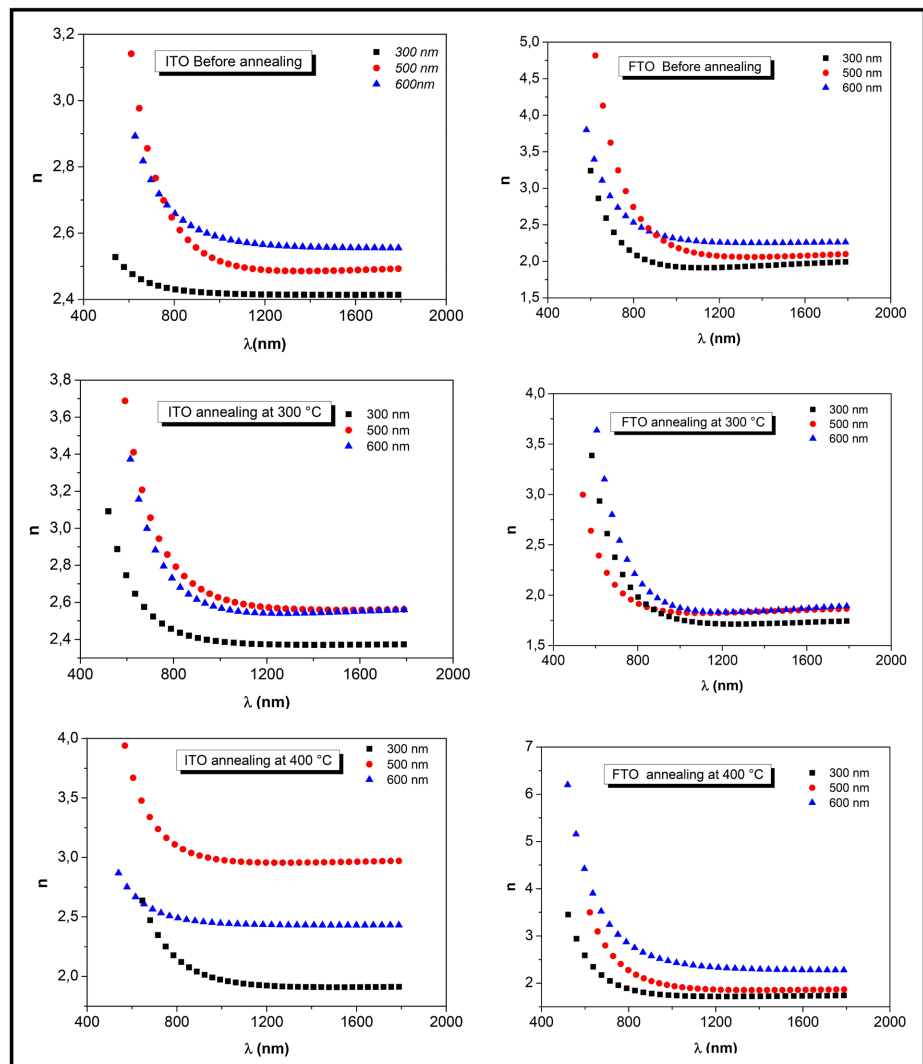 ITO Before annealing
300 nm
500 nm
600nm
n
3,2
3,0
2,8
2,6
2,4
400 800 1200 1600 2000
λ(nm)
FTO Before annealing
300 nm
500 nm
600 nm
n
5,0
4,5
4,0
3,5
3,0
2,5
2,0
1,5
400 800 1200 1600 2000
λ (nm)
ITO annealing at 300 °C
300 nm
500 nm
600 nm
n
3,8
3,6
3,4
3,2
3,0
2,8
2,6
2,4
400 800 1200 1600 2000
λ (nm)
FTO annealing at 300 °C
300 nm
500 nm
600 nm
n
4,0
3,5
3,0
2,5
2,0
1,5
400 800 1200 1600 2000
λ (nm)
ITO annealing at 400 °C
300 nm
500 nm
600 nm
n
4,0
3,5
3,0
2,5
2,0
400 800 1200 1600 2000
λ (nm)
FTO annealing at 400 °C
300 nm
500 nm
600 nm
n
7
6
5
4
3
2
400 800 1200 1600 2000
λ (nm)